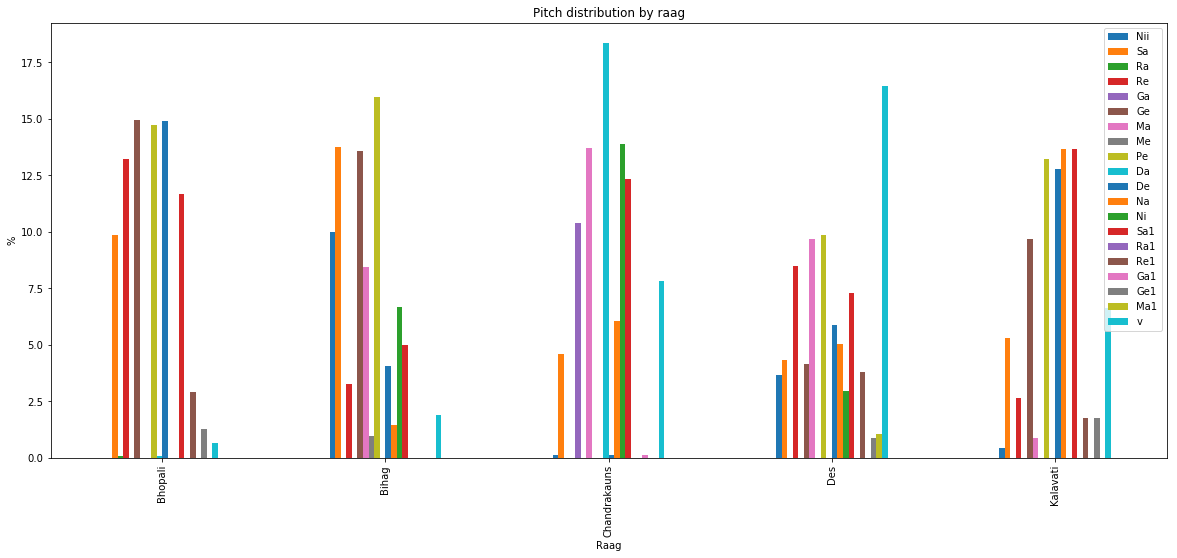 Pitch distribution by raag
%
17.5
15.0
12.5
10.0
7.5
5.0
2.5
0.0
Nii
Sa
Ra
Re
Ga
Ge
Ma
Me
Pe
Da
De
Na
Ni
Sa1
Ra1
Re1
Ga1
Ge1
Ma1
v
Bhopali
Bihag
Chandrakauns
Des
Kalavati
Raag